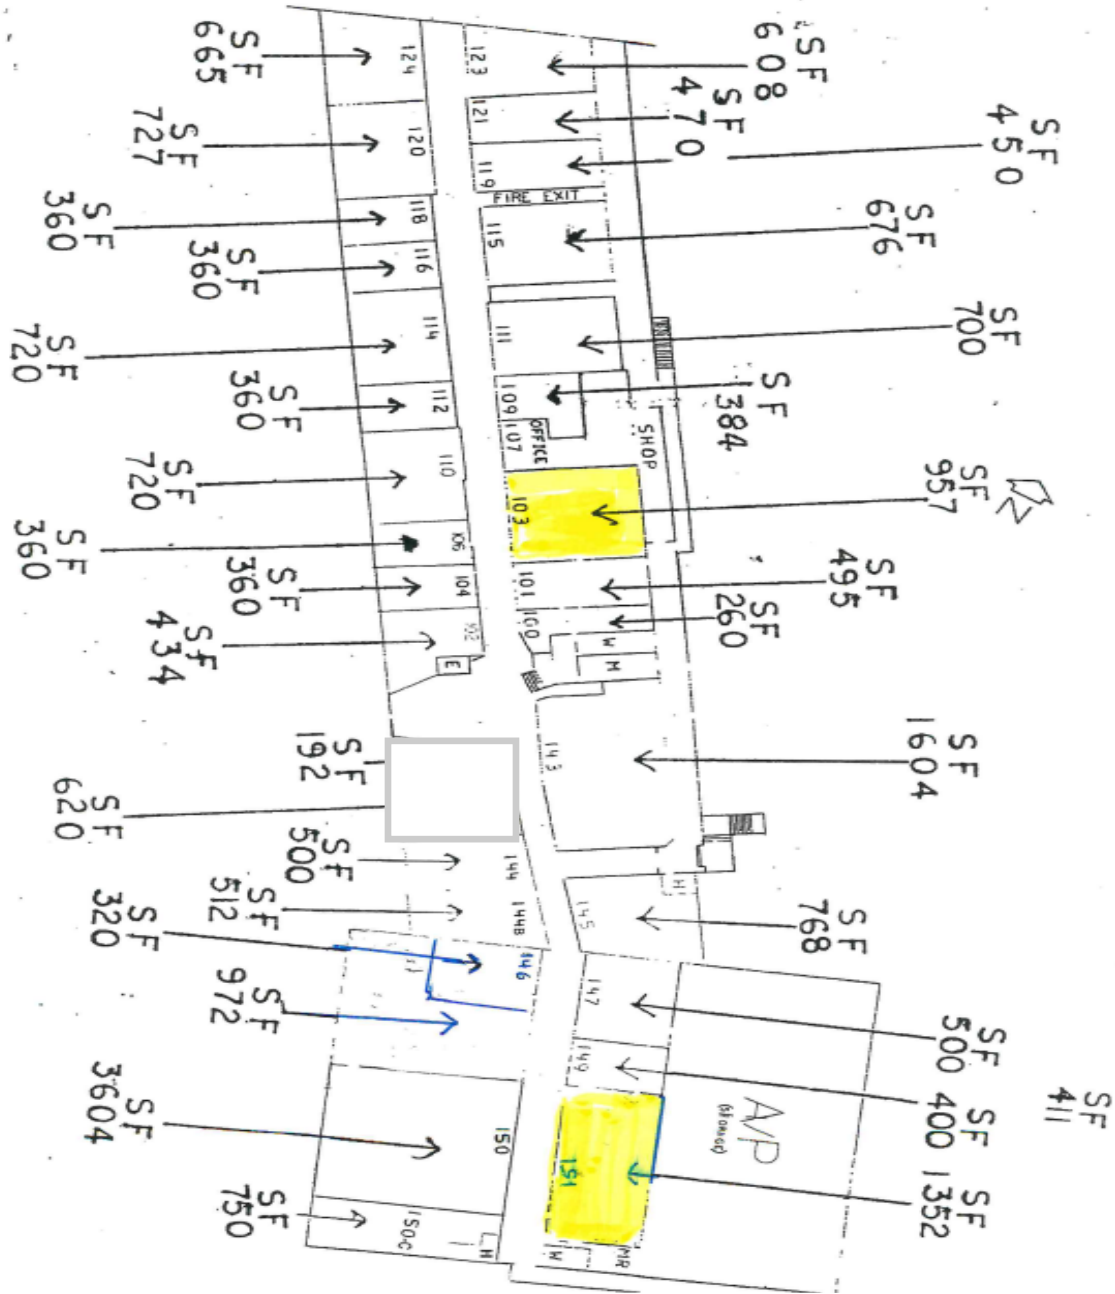 SF 665
SF 727
SF 360
SF 360
SF 720
SF 360
SF 720
SF 360
SF 360
SF 434
SF 192
SF 620
SF 500
SF 512
SF 320
SF 972
SF 3604
SF 750
124
120
118
116
114
112
110
106
104
102
E
144
144B
146
150
150C
H
123
121
119
FIRE EXIT
115
111
109
107
OFFICE
SHOP
103
101
100
W
M
143
H
145
147
149
151
W
MR
A/P
(STORAGE)
N
SF 608
SF 470
SF 450
SF 676
SF 700
SF 384
SF 957
SF 495
SF 260
SF 1604
SF 768
SF 500
SF 400
SF 411
SF 1352